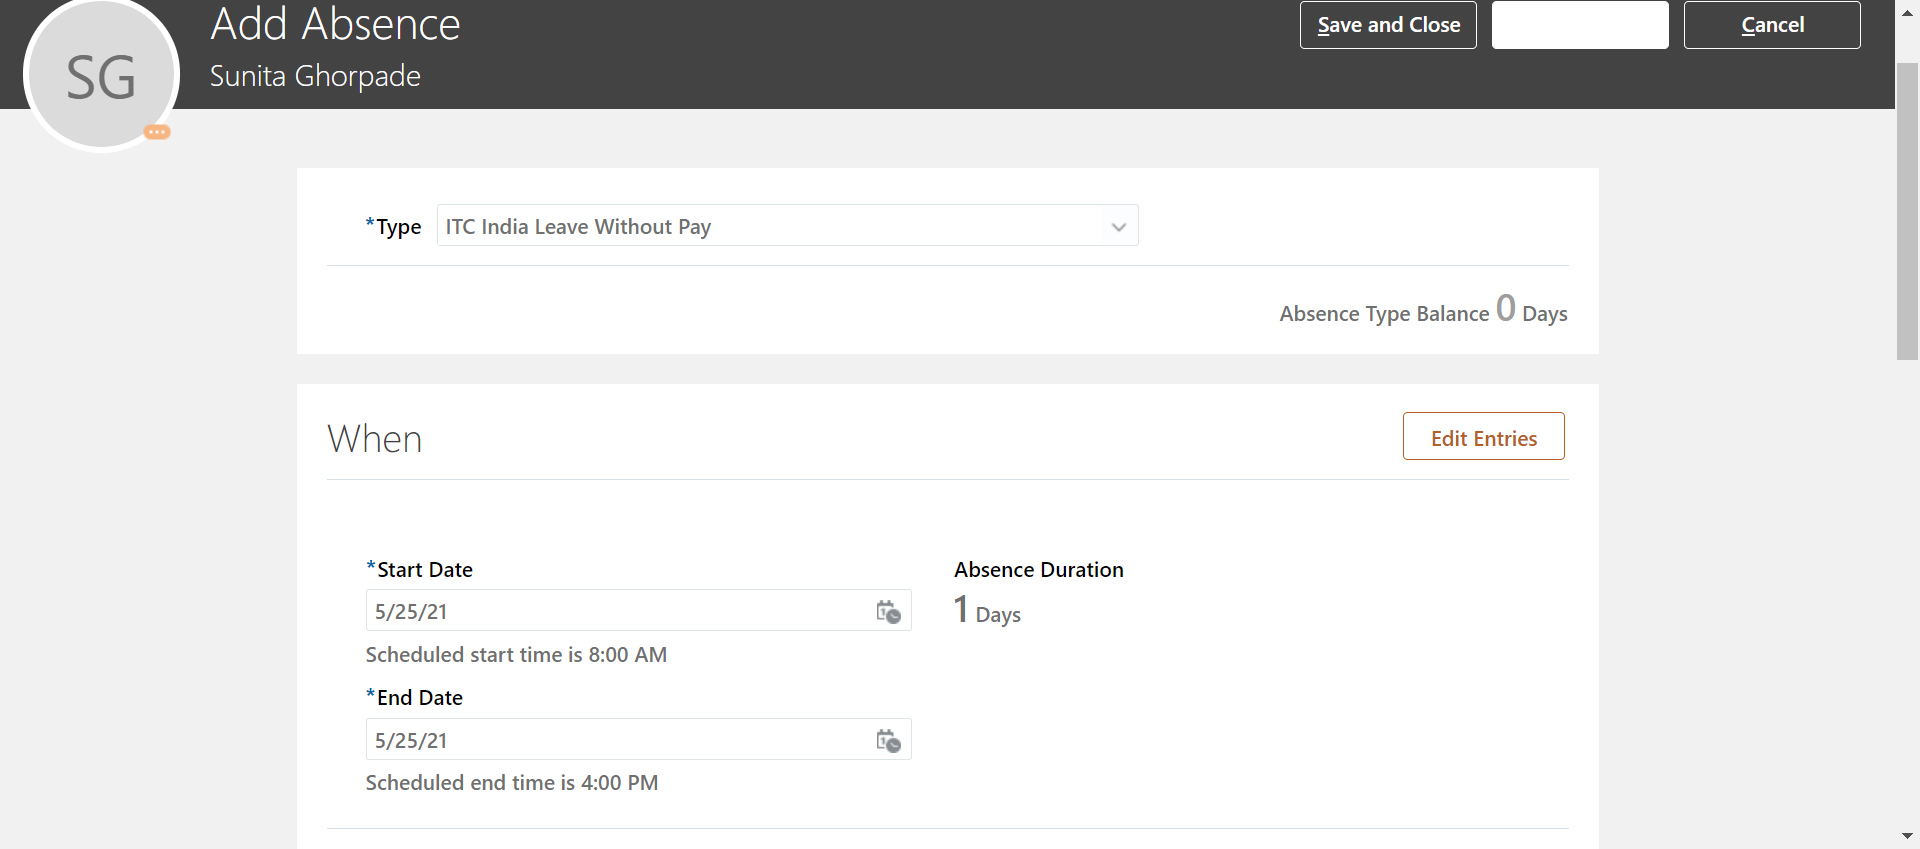 Add Absence
Save and Close
Cancel
SG
Sunita Ghorpade
*Type ITC India Leave Without Pay
Absence Type Balance 0 Days
When
Edit Entries
*Start Date
5/25/21
Scheduled start time is 8:00 AM
Absence Duration
1 Days
*End Date
5/25/21
Scheduled end time is 4:00 PM